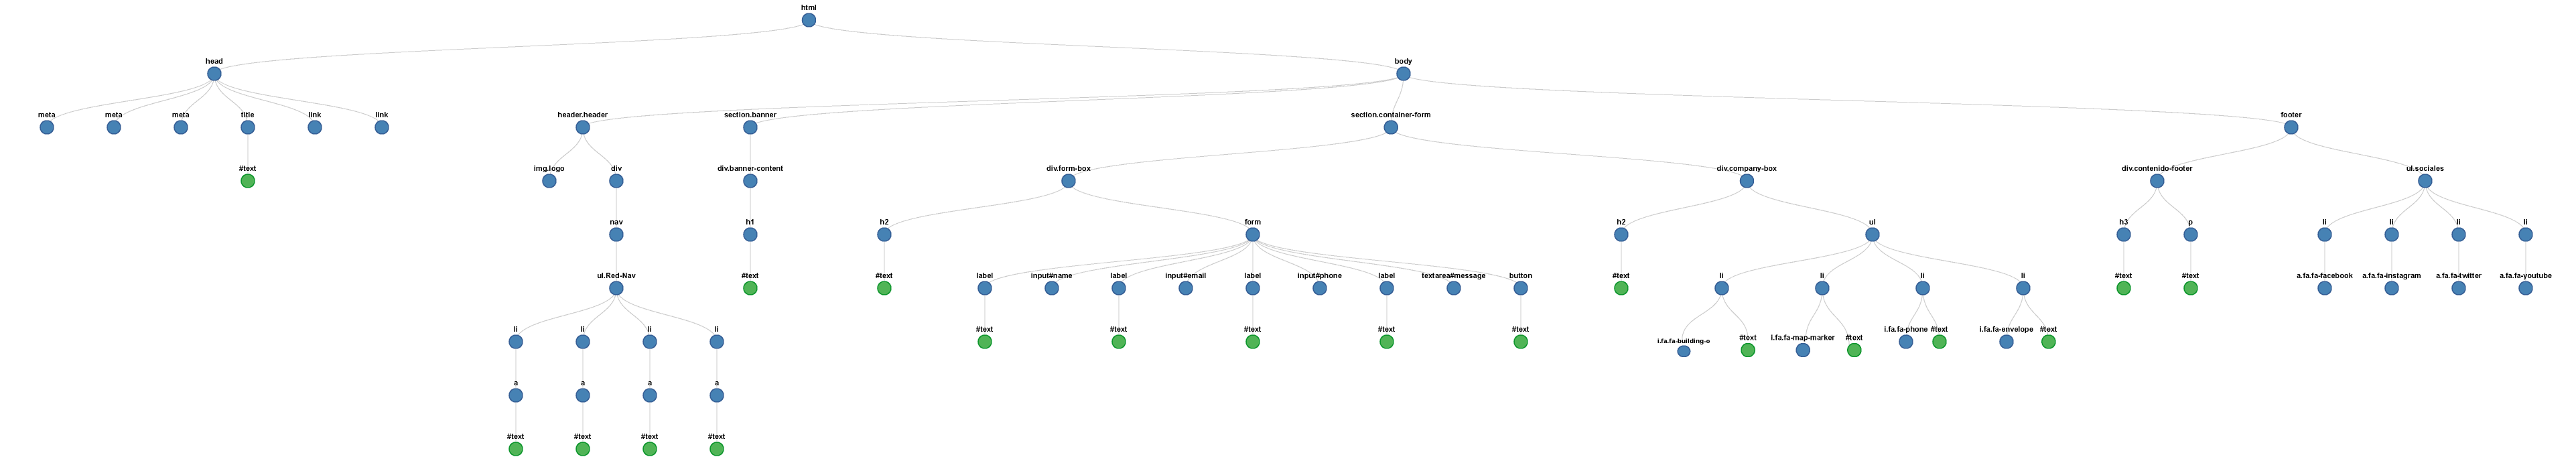 html
head
body
meta
meta
meta
title
link
link
header.header
section.banner
section.container-form
footer
#text
img.logo
div
div.banner-content
div.form-box
div.company-box
div.contenido-footer
ul.sociales
nav
h1
h2
form
h2
ul
h3
p
li
li
li
li
ul.Red-Nav
#text
#text
label
input#name
label
input#email
label
input#phone
label
textarea#message
button
#text
li
li
li
li
#text
#text
a.fa.fa-facebook
a.fa.fa-instagram
a.fa.fa-twitter
a.fa.fa-youtube
li
li
li
li
#text
#text
#text
#text
#text
i.fa.fa-building-o
#text
i.fa.fa-map-marker
#text
i.fa.fa-phone
#text
i.fa.fa-envelope
#text
a
a
a
a
#text
#text
#text
#text